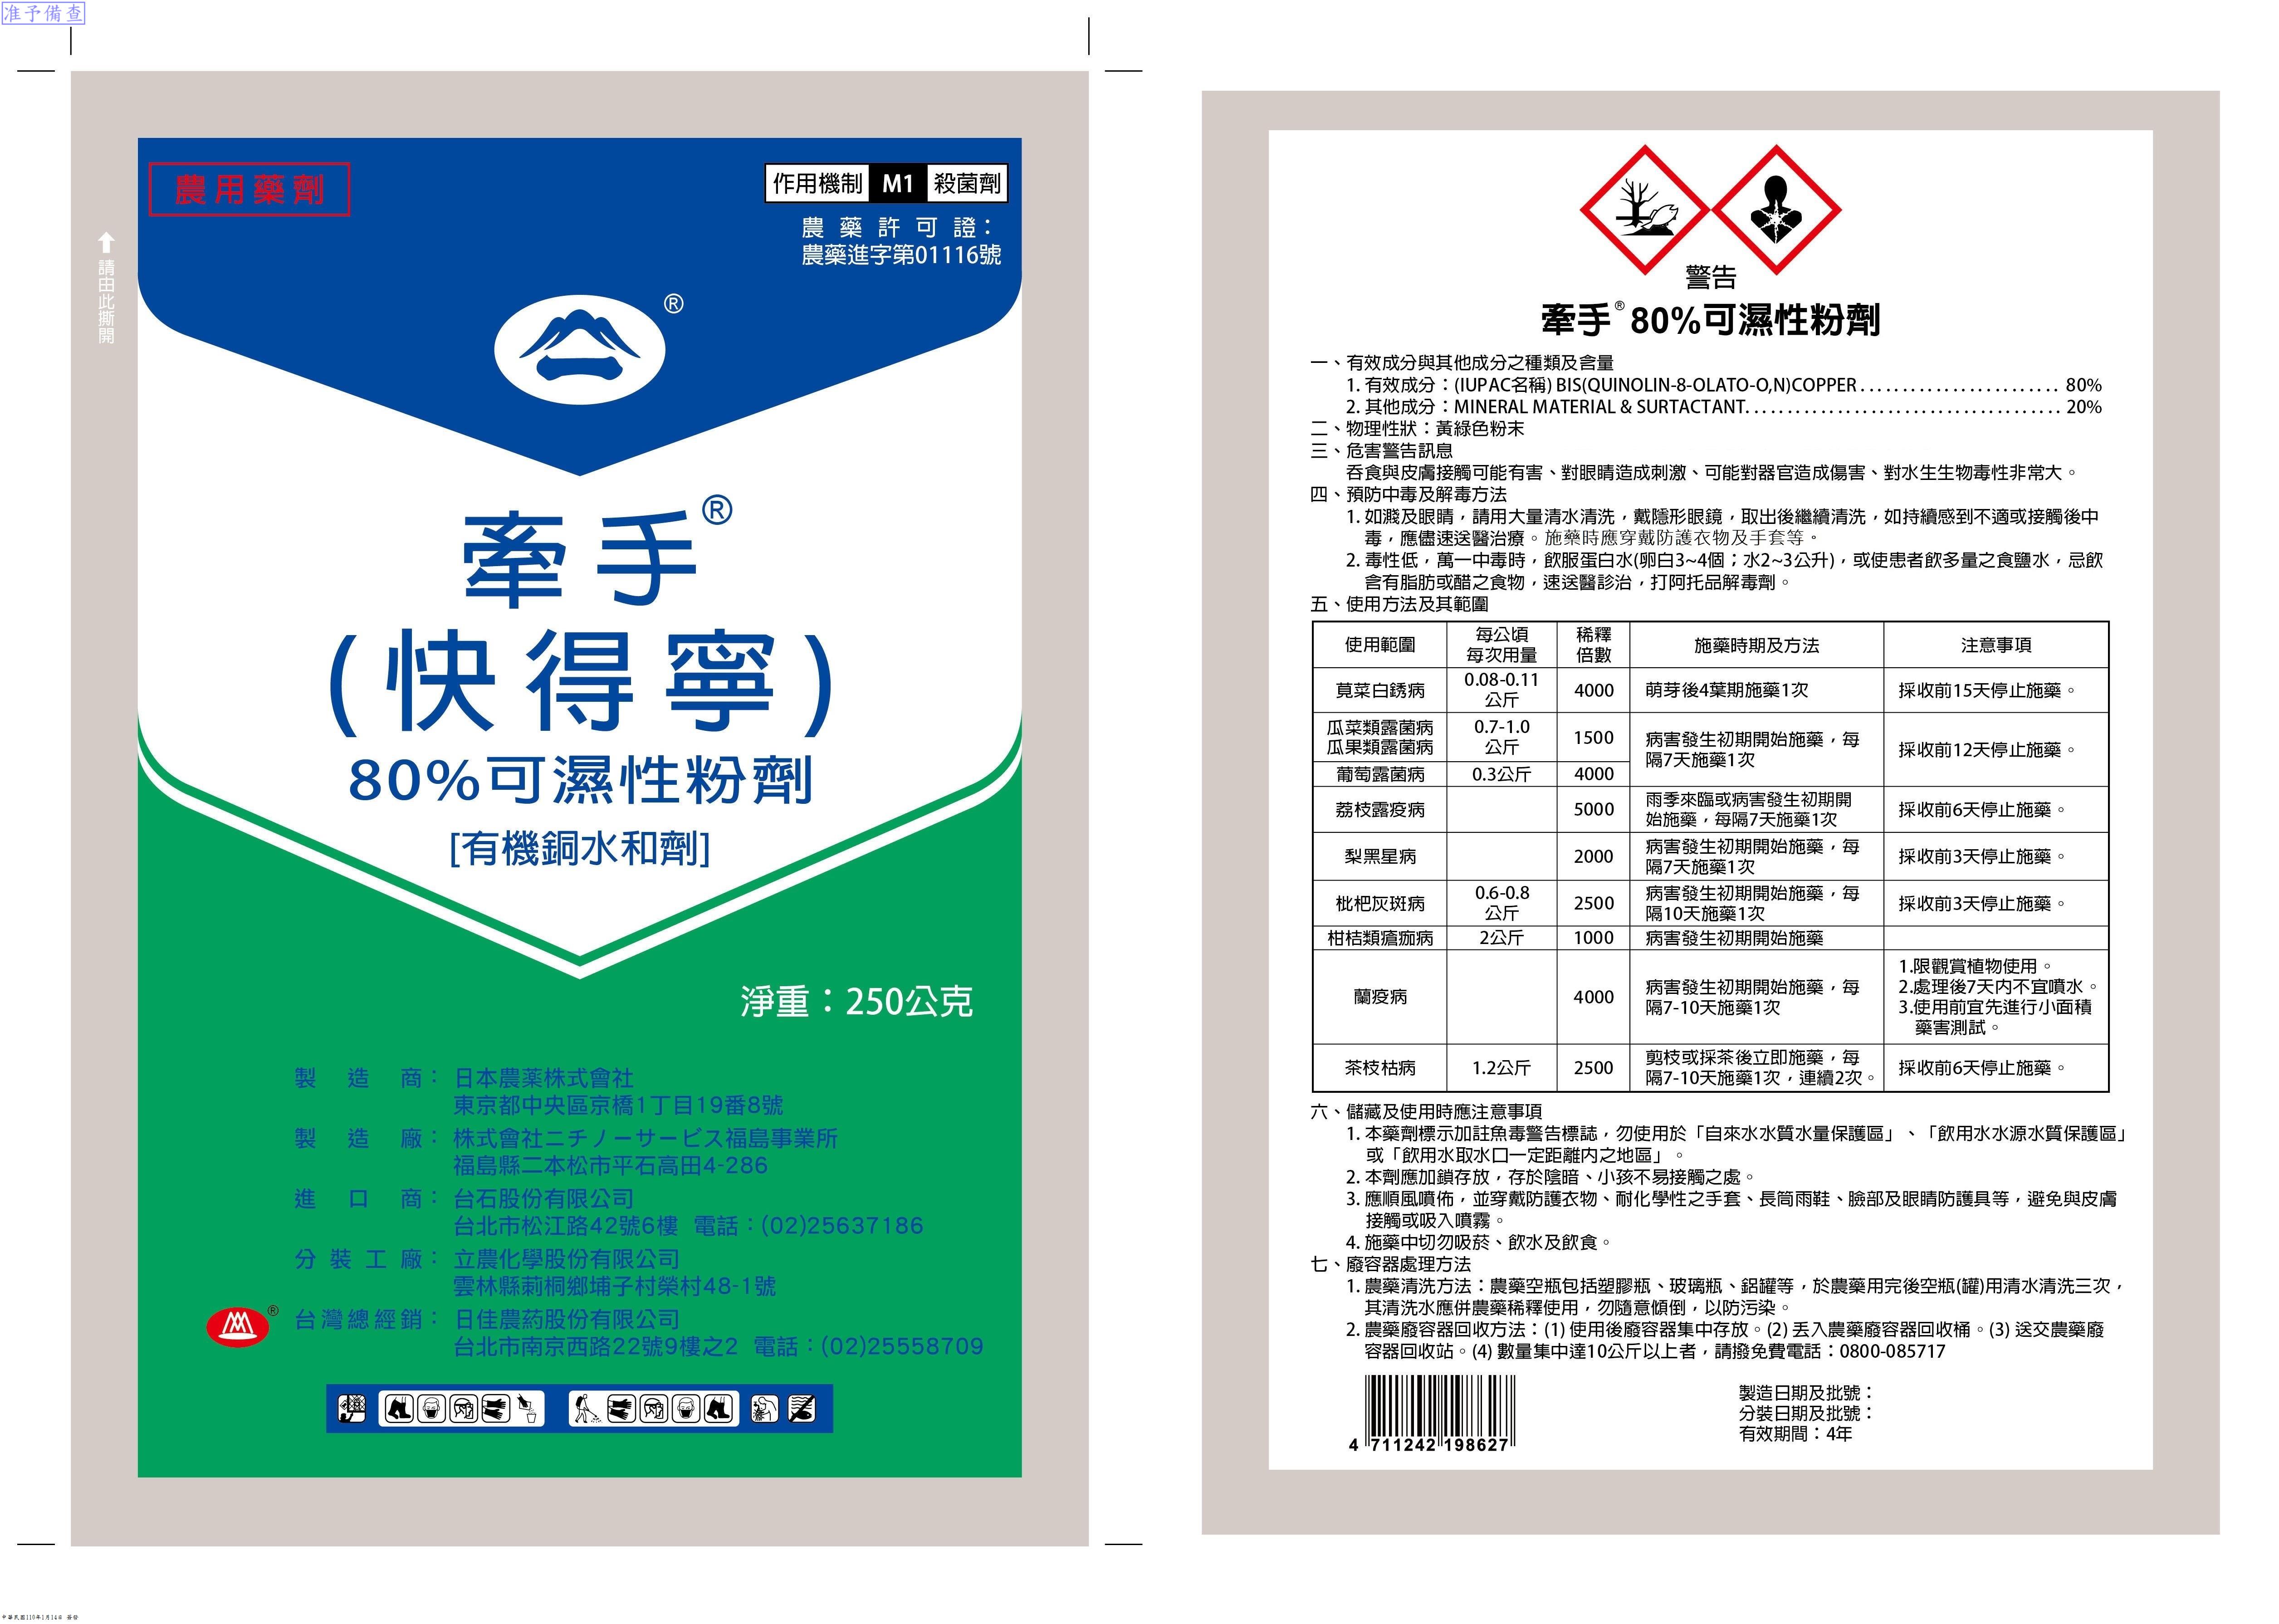 准予備查
請由此撕開
農用藥劑
作用機制 M1 殺菌劑
農藥許可證：
農藥進字第01116號
®
牽手®
(快得寧)
80%可濕性粉劑
[有機銅水和劑]
淨重：250公克
製造商：日本農薬株式會社
東京都中央區京橋1丁目19番8號
製造廠：株式會社ニチノーサービス福島事業所
福島縣二本松市平石高田4-286
進口商：台石股份有限公司
台北市松江路42號6樓 電話：(02)25637186
分裝工廠：立農化學股份有限公司
雲林縣莿桐鄉埔子村榮村48-1號
® 台灣總經銷：日佳農葯股份有限公司
台北市南京西路22號9樓之2 電話：(02)25558709
警告
牽手®80%可濕性粉劑
一、有效成分與其他成分之種類及含量
1. 有效成分：(IUPAC名稱) BIS(QUINOLIN-8-OLATO-O,N)COPPER........................ 80%
2. 其他成分：MINERAL MATERIAL & SURTACTANT...................................... 20%
二、物理性狀：黃綠色粉末
三、危害警告訊息
吞食與皮膚接觸可能有害、對眼睛造成刺激、可能對器官造成傷害、對水生生物毒性非常大。
四、預防中毒及解毒方法
1. 如濺及眼睛，請用大量清水清洗，戴隱形眼鏡，取出後繼續清洗，如持續感到不適或接觸後中
毒，應儘速送醫治療。施藥時應穿戴防護衣物及手套等。
2. 毒性低，萬一中毒時，飲服蛋白水(卵白3~4個；水2~3公升)，或使患者飲多量之食鹽水，忌飲
含有脂肪或醋之食物，速送醫診治，打阿托品解毒劑。
五、使用方法及其範圍
使用範圍 每公頃每次用量 稀釋倍數 施藥時期及方法 注意事項
莧菜白銹病 0.08-0.11公斤 4000 萌芽後4葉期施藥1次 採收前15天停止施藥。
瓜菜類露菌病 瓜果類露菌病 0.7-1.0公斤 1500 病害發生初期開始施藥，每隔7天施藥1次 採收前12天停止施藥。
葡萄露菌病 0.3公斤 4000
荔枝露疫病 5000 雨季來臨或病害發生初期開始施藥，每隔7天施藥1次 採收前6天停止施藥。
梨黑星病 2000 病害發生初期開始施藥，每隔7天施藥1次 採收前3天停止施藥。
枇杷灰斑病 0.6-0.8公斤 2500 病害發生初期開始施藥，每隔10天施藥1次 採收前3天停止施藥。
柑桔類瘡痂病 2公斤 1000 病害發生初期開始施藥
蘭疫病 4000 病害發生初期開始施藥，每隔7-10天施藥1次 1.限觀賞植物使用。 2.處理後7天內不宜噴水。 3.使用前宜先進行小面積藥害測試。
茶枝枯病 1.2公斤 2500 剪枝或採茶後立即施藥，每隔7-10天施藥1次，連續2次。 採收前6天停止施藥。
六、儲藏及使用時應注意事項
1. 本藥劑標示加註魚毒警告標誌，勿使用於「自來水水質水量保護區」、「飲用水水源水質保護區」
或「飲用水取水口一定距離內之地區」。
2. 本劑應加鎖存放，存於陰暗、小孩不易接觸之處。
3. 應順風噴佈，並穿戴防護衣物、耐化學性之手套、長筒雨鞋、臉部及眼睛防護具等，避免與皮膚
接觸或吸入噴霧。
4. 施藥中切勿吸菸、飲水及飲食。
七、廢容器處理方法
1. 農藥清洗方法：農藥空瓶包括塑膠瓶、玻璃瓶、鋁罐等，於農藥用完後空瓶(罐)用清水清洗三次，
其清洗水應併農藥稀釋使用，勿隨意傾倒，以防污染。
2. 農藥廢容器回收方法：(1) 使用後廢容器集中存放。(2) 丟入農藥廢容器回收桶。(3) 送交農藥廢
容器回收站。(4) 數量集中達10公斤以上者，請撥免費電話：0800-085717
製造日期及批號：
分裝日期及批號：
有效期間：4年
4 711242 198627
中華民國110年1月14日